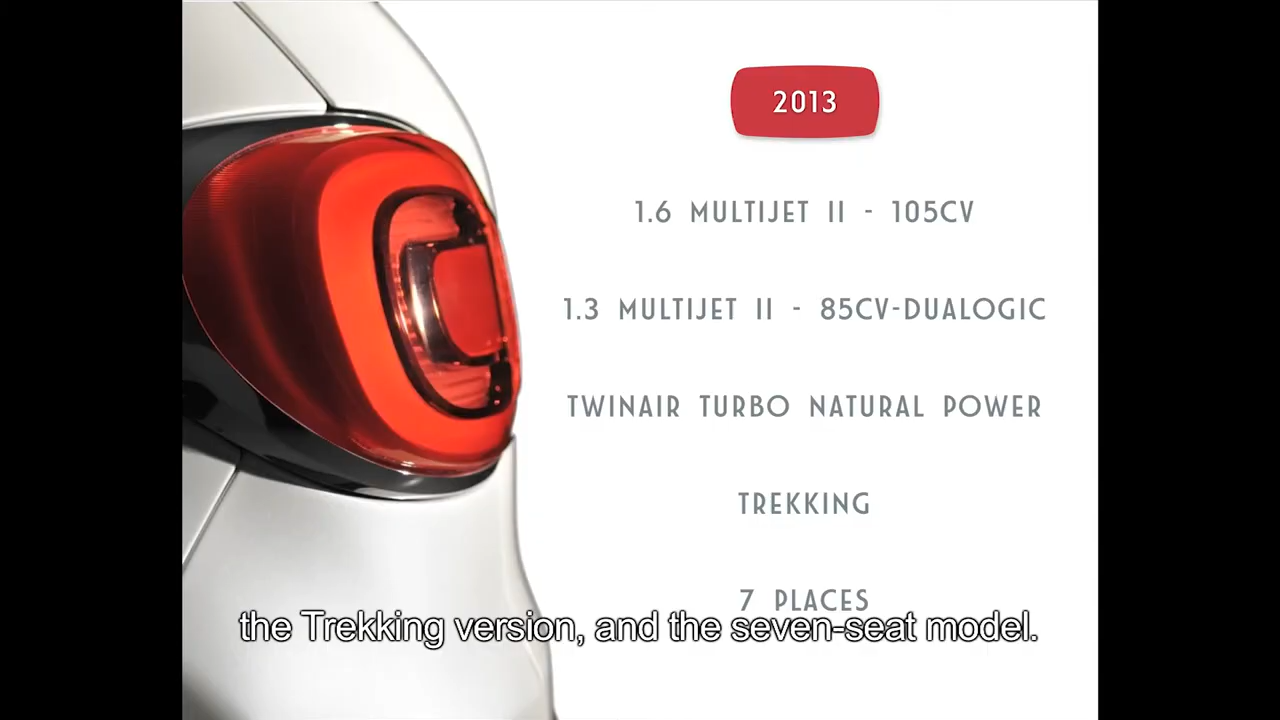 2013
1.6 MULTIJET II - 105CV
1.3 MULTIJET II - 85CV-DUALOGIC
TWINAIR TURBO NATURAL POWER
TREKKING
7 PLACES
the Trekking version, and the seven-seat model.